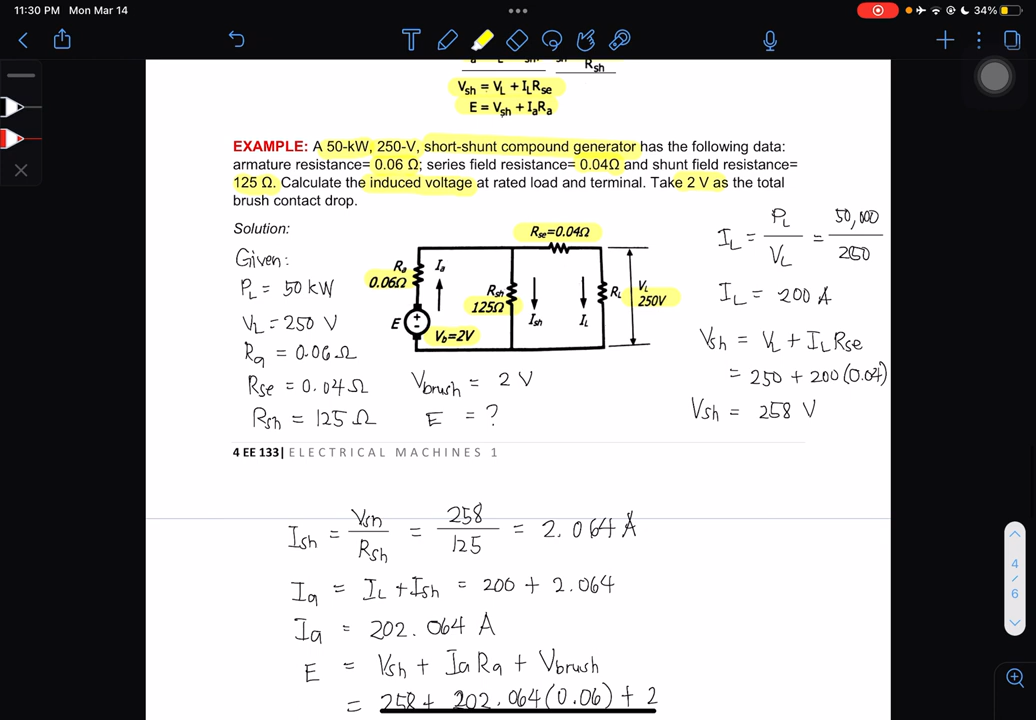 11:30 PM Mon Mar 14
34%
Rsh
Vsh = VL + ILRse
E = Vsh + IaRa
EXAMPLE: A 50-kW, 250-V, short-shunt compound generator has the following data:
armature resistance= 0.06 Ω; series field resistance= 0.04Ω and shunt field resistance=
125 Ω. Calculate the induced voltage at rated load and terminal. Take 2 V as the total
brush contact drop.
Solution:
Given:
PL = 50 kW
VL = 250 V
Ra = 0.06 Ω
Rse = 0.04 Ω
Rsh = 125 Ω
Rse=0.04Ω
Ra
0.06Ω
Ia
Rsh
125Ω
Ish
IL
RL
VL
250V
E
Vb=2V
Vbrush = 2 V
E = ?
IL = PL / VL = 50,000 / 250
IL = 200 A
Vsh = VL + ILRse
= 250 + 200(0.04)
Vsh = 258 V
4 EE 133| ELECTRICAL MACHINES 1
Ish = Vsh / Rsh = 258 / 125 = 2.064 A
Ia = IL + Ish = 200 + 2.064
Ia = 202.064 A
E = Vsh + IaRa + Vbrush
= 258 + 202.064(0.06) + 2
4
/
6